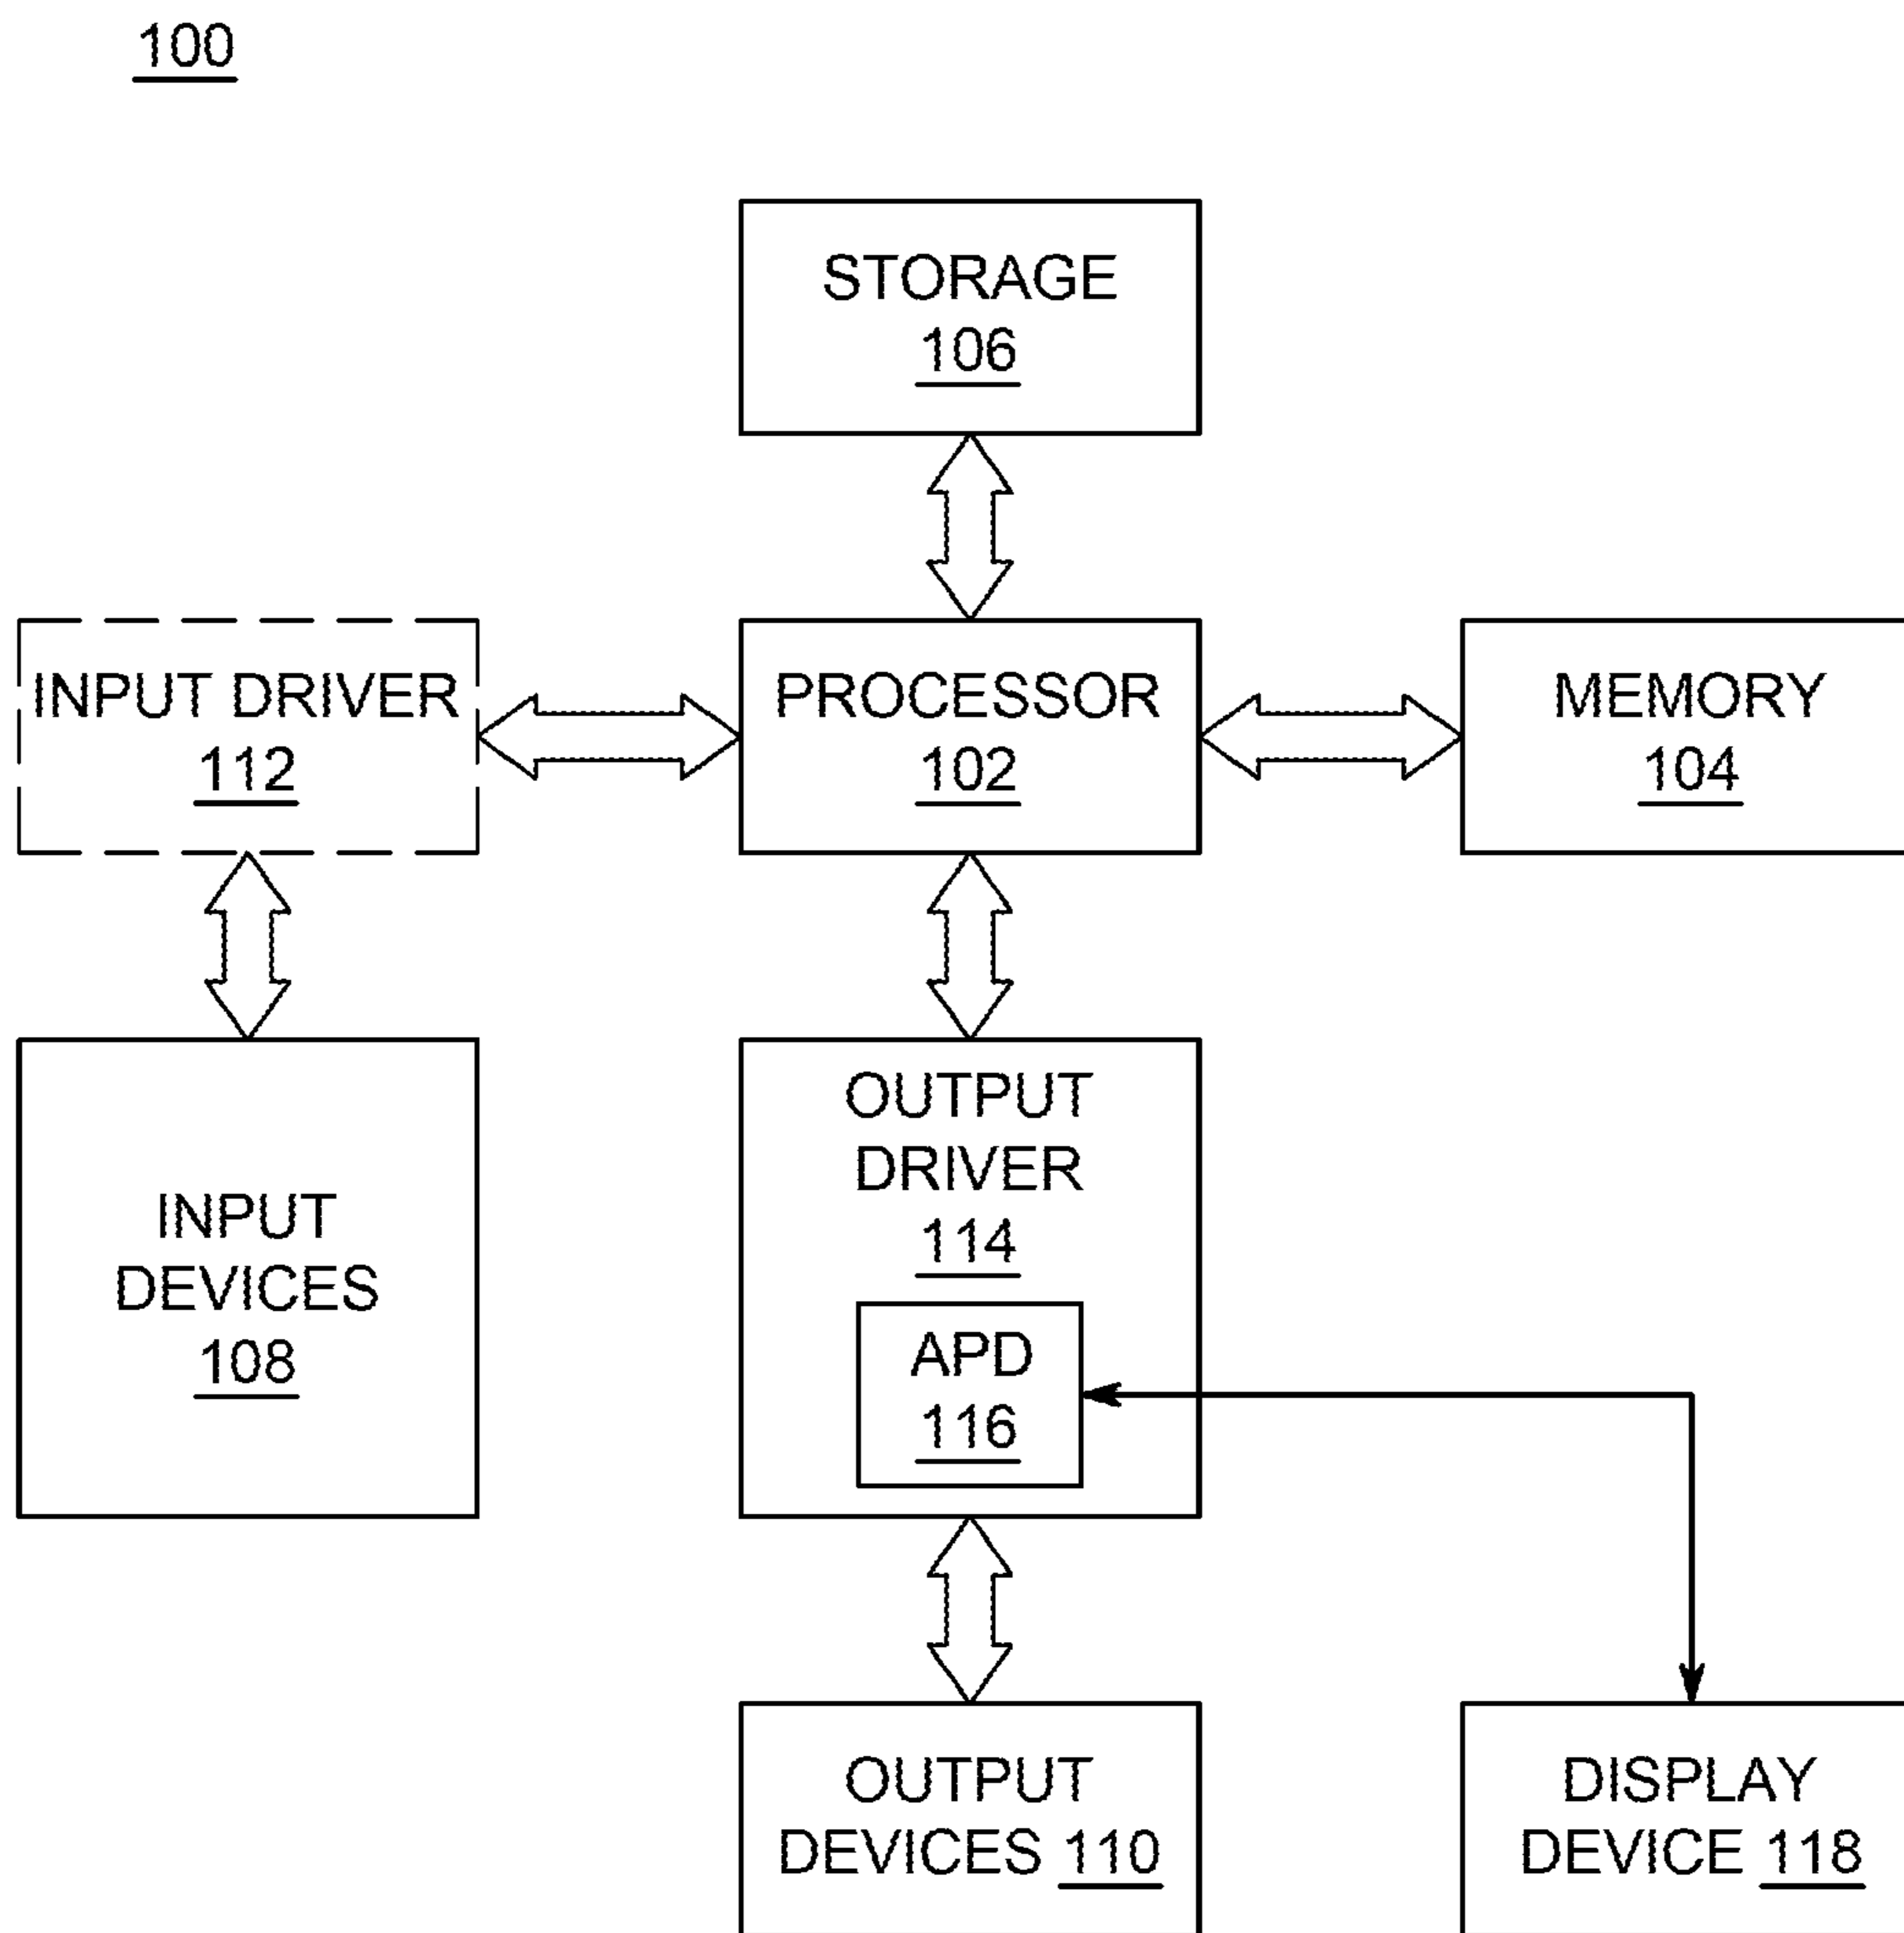 100
STORAGE
106
INPUT DRIVER
112
PROCESSOR
102
MEMORY
104
INPUT
DEVICES
108
OUTPUT
DRIVER
114
APD
116
OUTPUT
DEVICES 110
DISPLAY
DEVICE 118